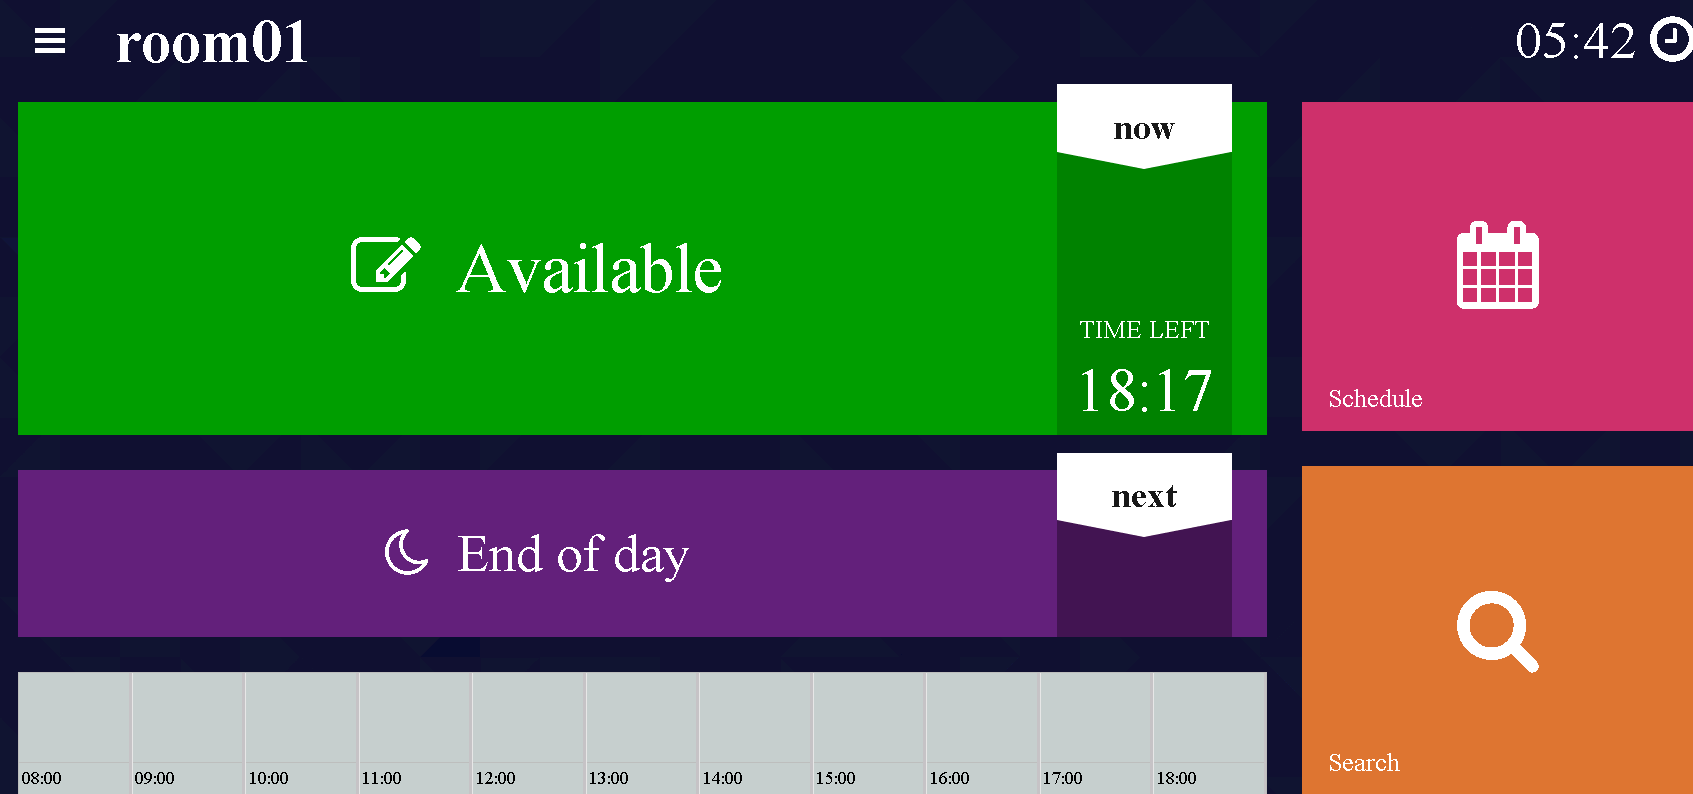 room01
05:42
now
Available
TIME LEFT
18:17
Schedule
next
End of day
Search
08:00 09:00 10:00 11:00 12:00 13:00 14:00 15:00 16:00 17:00 18:00